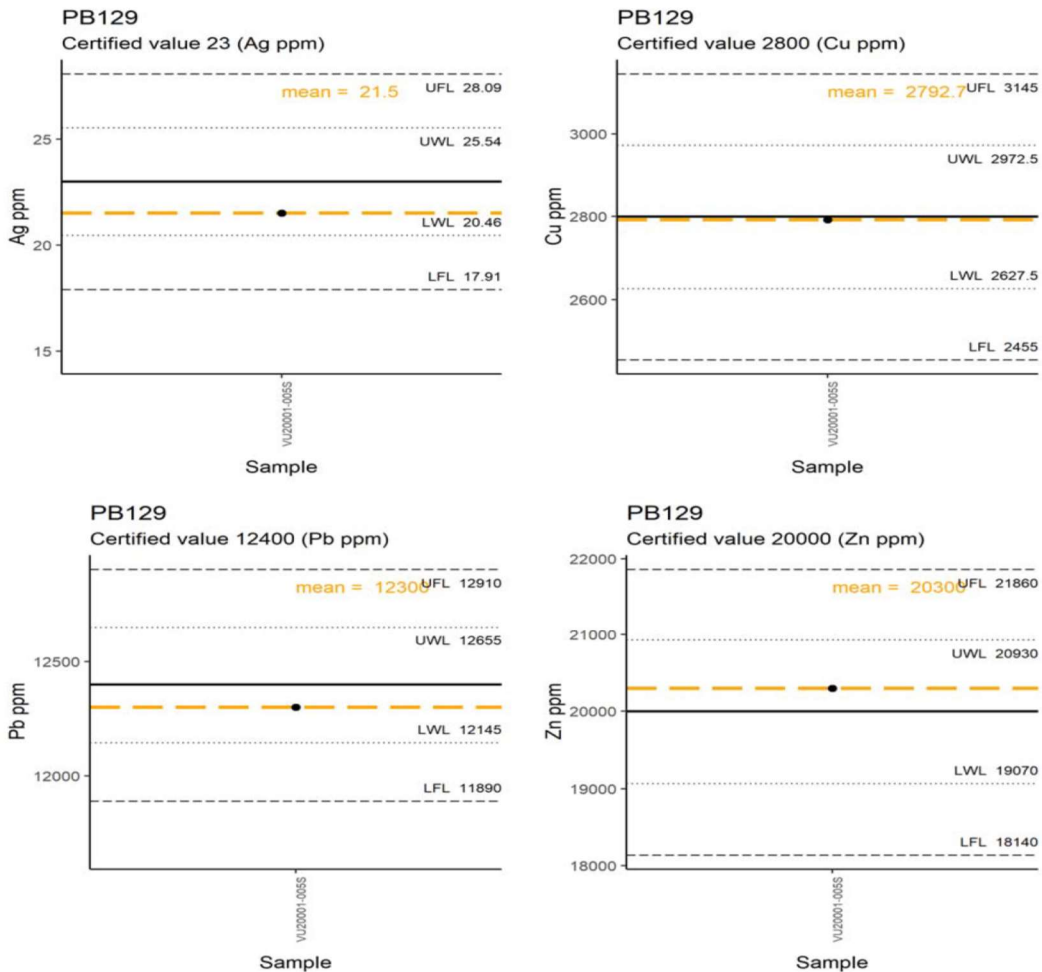 PB129
Certified value 23 (Ag ppm)
mean = 21.5
UFL 28.09
25
UWL 25.54
Ag ppm
LWL 20.46
20
LFL 17.91
15
VU20001-005S
Sample
PB129
Certified value 2800 (Cu ppm)
mean = 2792.7
UFL 3145
3000
UWL 2972.5
Cu ppm
2800
LWL 2627.5
2600
LFL 2455
VU20001-005S
Sample
PB129
Certified value 12400 (Pb ppm)
mean = 12300
UFL 12910
UWL 12655
12500
Pb ppm
LWL 12145
12000
LFL 11890
VU20001-005S
Sample
PB129
Certified value 20000 (Zn ppm)
22000
mean = 20300
UFL 21860
21000
UWL 20930
Zn ppm
20000
LWL 19070
19000
LFL 18140
18000
VU20001-005S
Sample